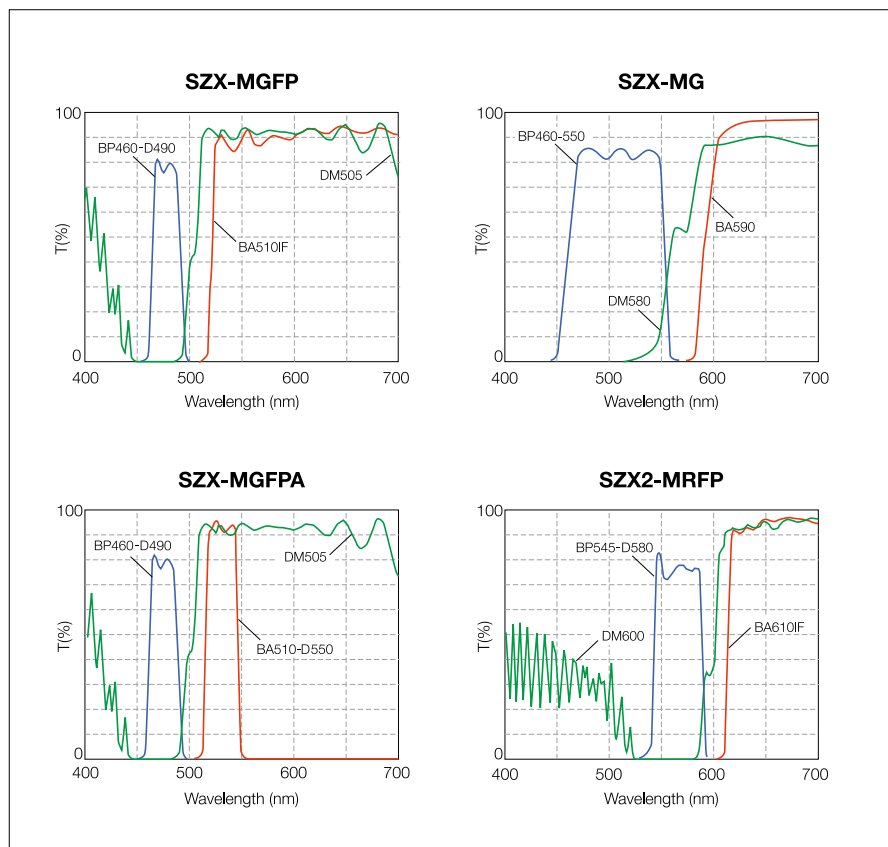 SZX-MGFP
100
BP460-D490
DM505
BA510IF
T(%)
0
400 500 600 700
Wavelength (nm)
SZX-MG
100
BP460-550
BA590
DM580
T(%)
0
400 500 600 700
Wavelength (nm)
SZX-MGFPA
100
BP460-D490
DM505
BA510-D550
T(%)
0
400 500 600 700
Wavelength (nm)
SZX2-MRFP
100
BP545-D580
DM600
BA610IF
T(%)
0
400 500 600 700
Wavelength (nm)